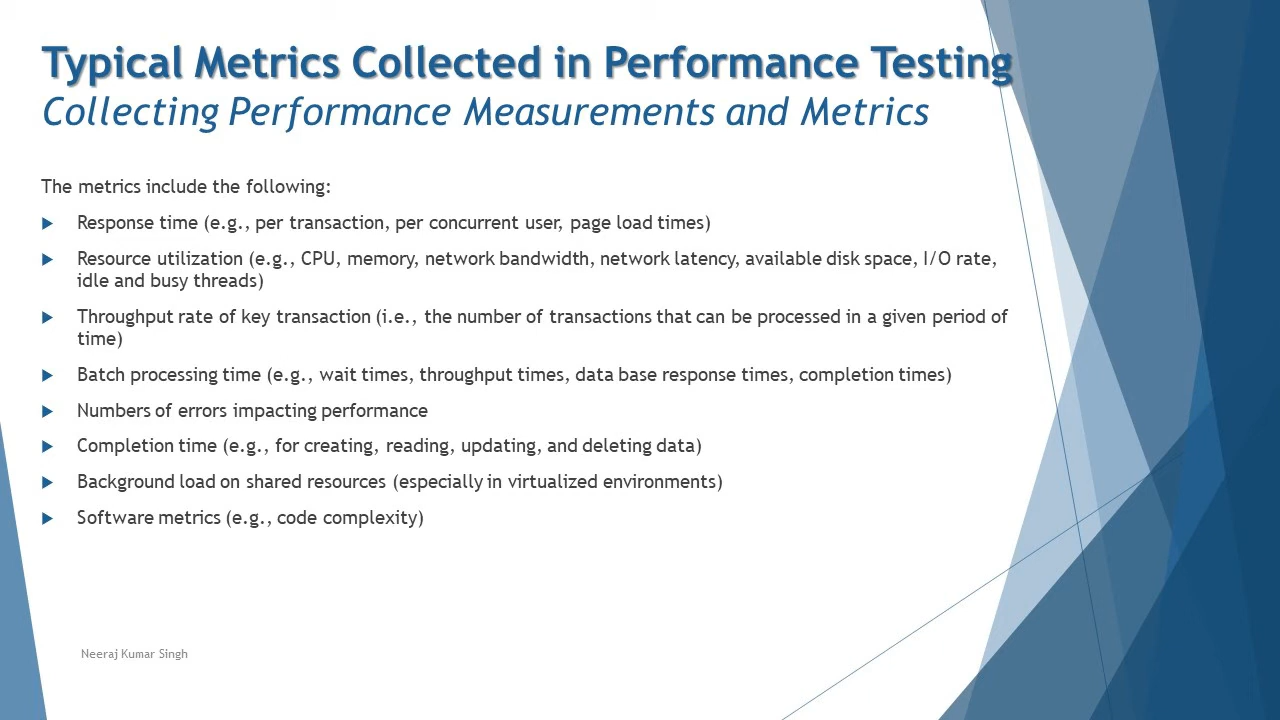 Typical Metrics Collected in Performance Testing
Collecting Performance Measurements and Metrics
The metrics include the following:
Response time (e.g., per transaction, per concurrent user, page load times)
Resource utilization (e.g., CPU, memory, network bandwidth, network latency, available disk space, I/O rate,
idle and busy threads)
Throughput rate of key transaction (i.e., the number of transactions that can be processed in a given period of
time)
Batch processing time (e.g., wait times, throughput times, data base response times, completion times)
Numbers of errors impacting performance
Completion time (e.g., for creating, reading, updating, and deleting data)
Background load on shared resources (especially in virtualized environments)
Software metrics (e.g., code complexity)
Neeraj Kumar Singh